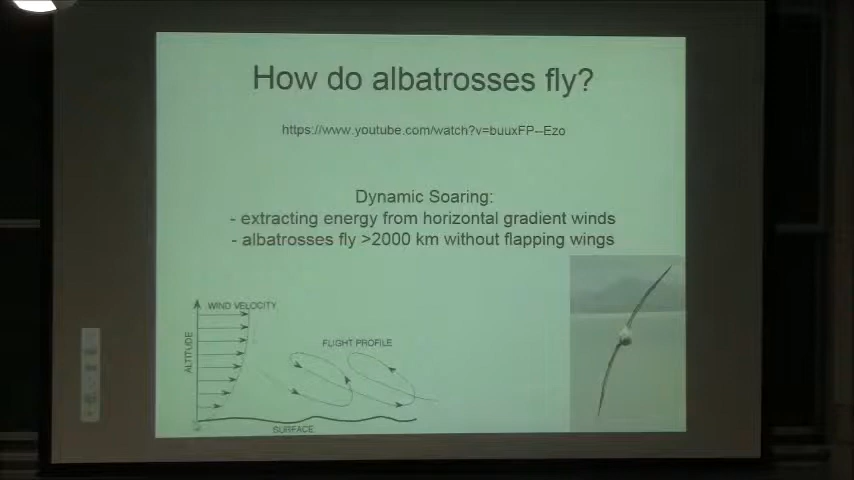 How do albatrosses fly?
https://www.youtube.com/watch?v=buuxFP--Ezo
Dynamic Soaring:
- extracting energy from horizontal gradient winds
- albatrosses fly >2000 km without flapping wings
WIND VELOCITY
ALTITUDE
FLIGHT PROFILE
SURFACE